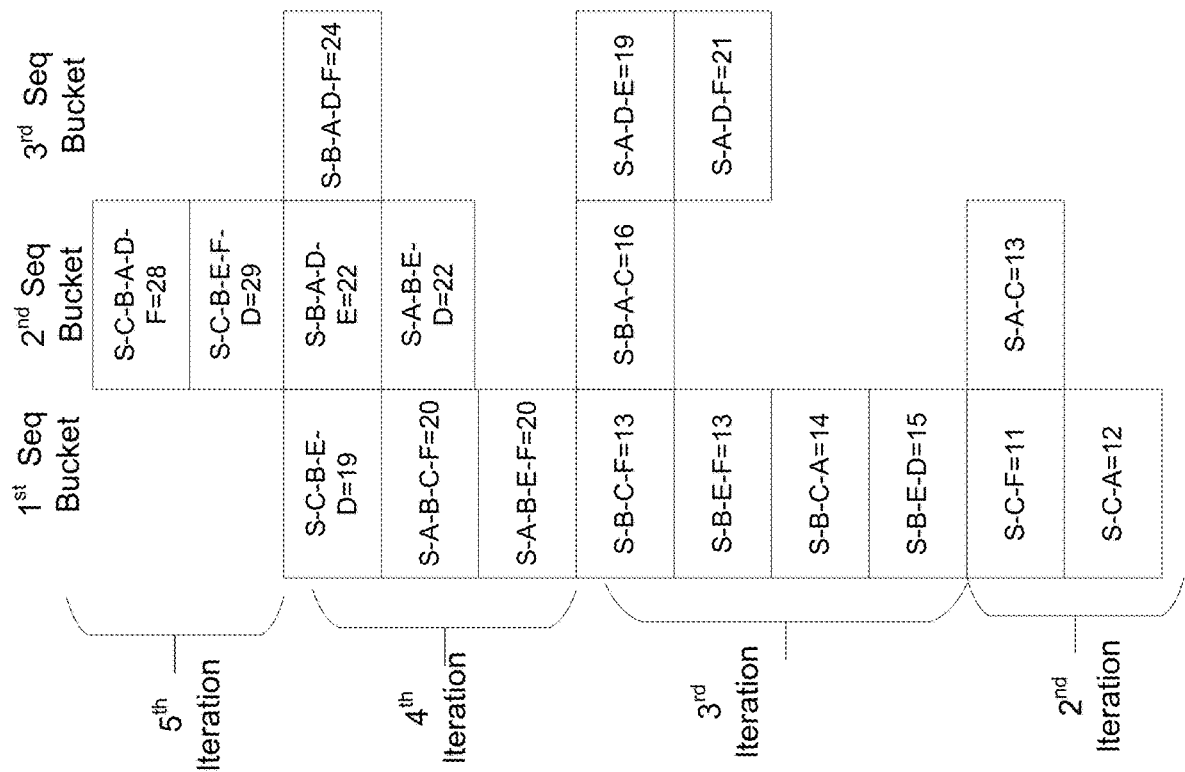 1st Seq
Bucket
2nd Seq
Bucket
3rd Seq
Bucket
5th
Iteration
S-C-B-A-D-
F=28
S-C-B-E-F-
D=29
4th
Iteration
S-C-B-E-
D=19
S-B-A-D-
E=22
S-B-A-D-F=24
S-A-B-C-F=20
S-A-B-E-
D=22
S-A-B-E-F=20
3rd
Iteration
S-B-C-F=13
S-B-A-C=16
S-A-D-E=19
S-B-E-F=13
S-A-D-F=21
S-B-C-A=14
S-B-E-D=15
2nd
Iteration
S-C-F=11
S-A-C=13
S-C-A=12